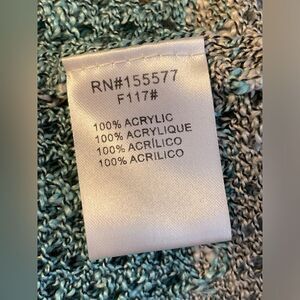 RN#155577
F117#
100% ACRYLIC
100% ACRYLIQUE
100% ACRÍLICO
100% ACRILICO